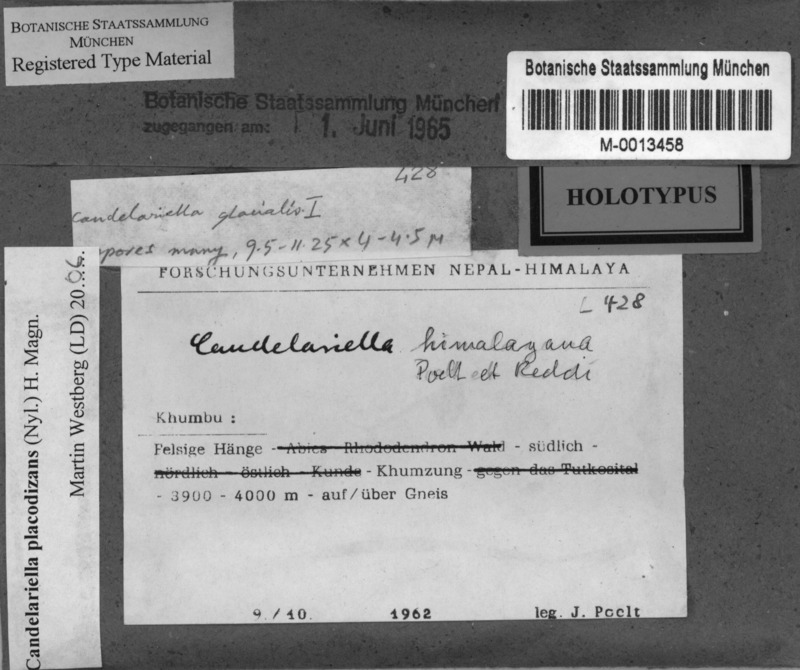 BOTANISCHE STAATSSAMMLUNG
MÜNCHEN
Registered Type Material
Botanische Staatssammlung München
zugegangen am: 1. Juni 1965
Botanische Staatssammlung München
M-0013458
HOLOTYPUS
428
Candelariella glacialis. I
spores many, 9.5-11.25 x 4-4.5 µ
FORSCHUNGSUNTERNEHMEN NEPAL-HIMALAYA
L 428
Candelariella himalayana
Poelt et Reddi
Khumbu :
Felsige Hänge - Abies - Rhododendron Wald - südlich -
nördlich - östlich - Kunde - Khumzung - gegen das Tutkosital
- 3900 - 4000 m - auf/über Gneis
9./10. 1962 leg. J. Poelt
Candelariella placodizans (Nyl.) H. Magn.
Martin Westberg (LD) 2006